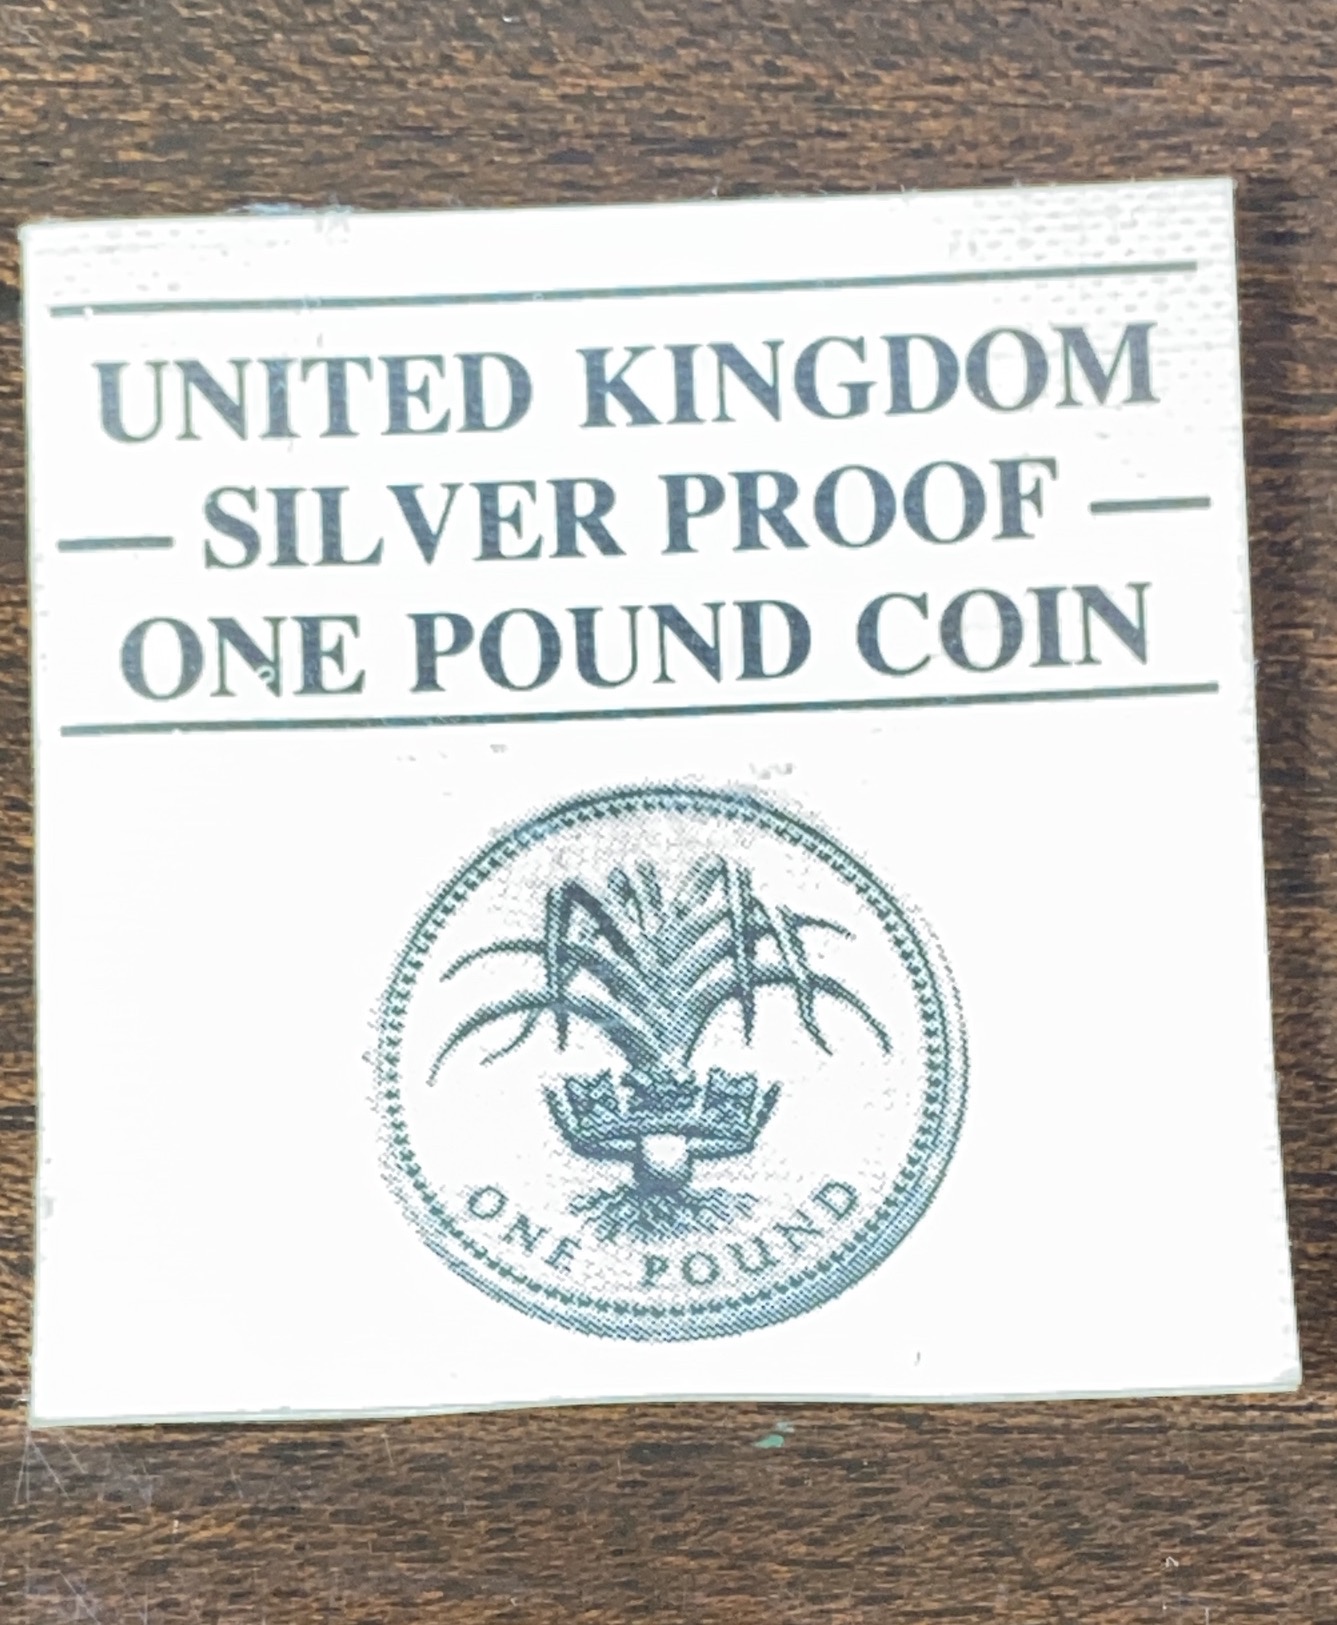 UNITED KINGDOM
SILVER PROOF
ONE POUND COIN
ONE POUND